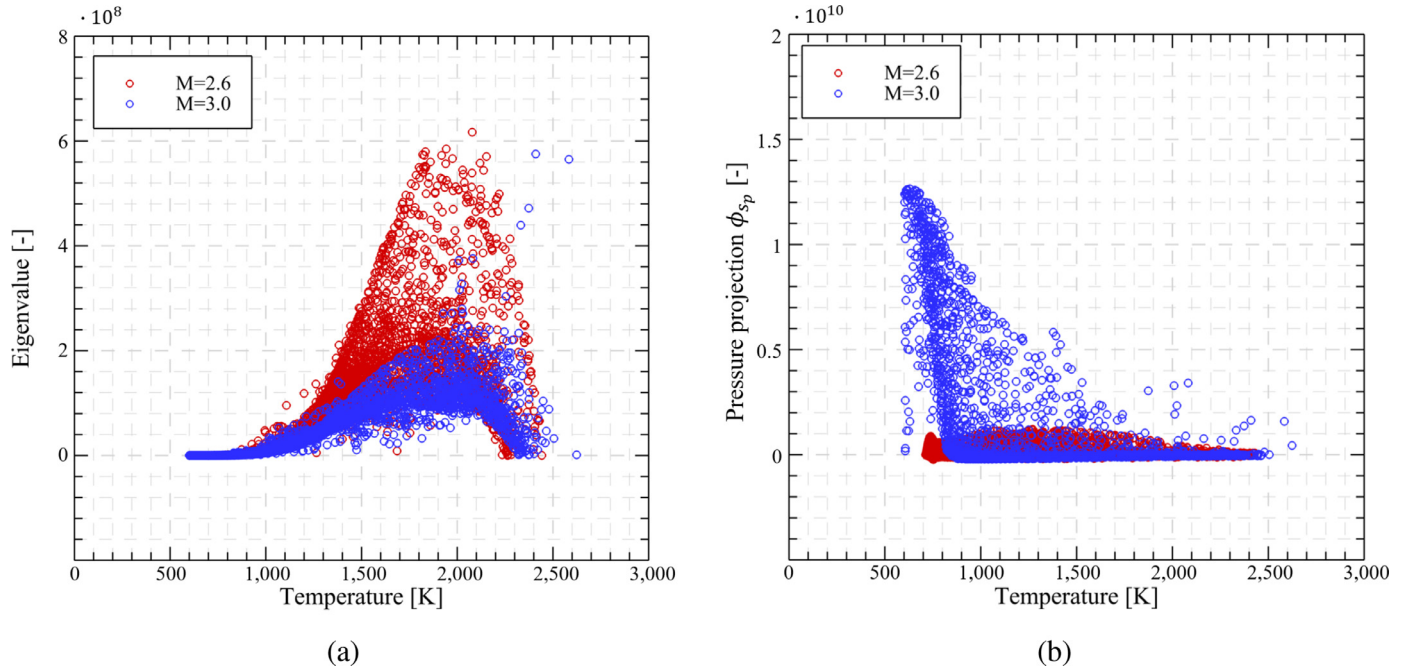 · 10⁸
8
6
4
2
0
Eigenvalue [-]
M=2.6
M=3.0
0
500
1,000
1,500
2,000
2,500
3,000
Temperature [K]
(a)
· 10¹⁰
2
1.5
1
0.5
0
Pressure projection ϕ_{s_p} [-]
M=2.6
M=3.0
0
500
1,000
1,500
2,000
2,500
3,000
Temperature [K]
(b)